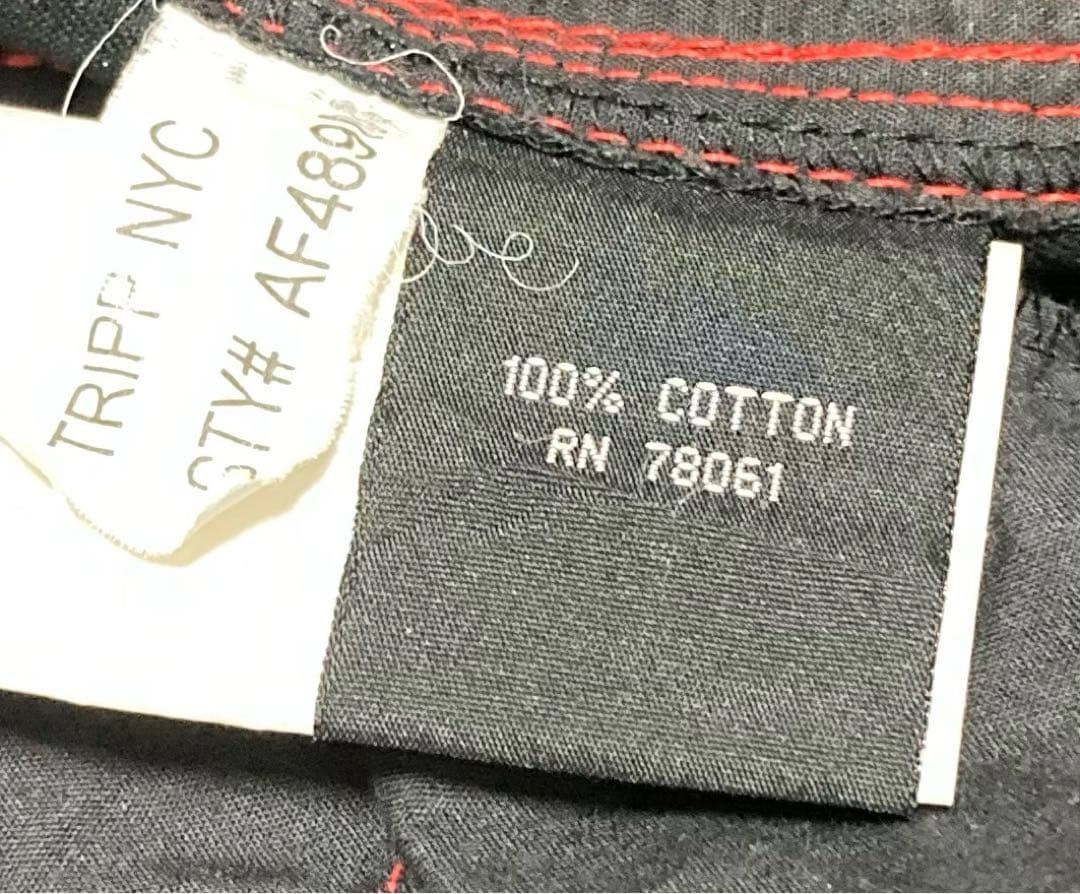 TRIPP NYC
STY# AF489
100% COTTON
RN 78061